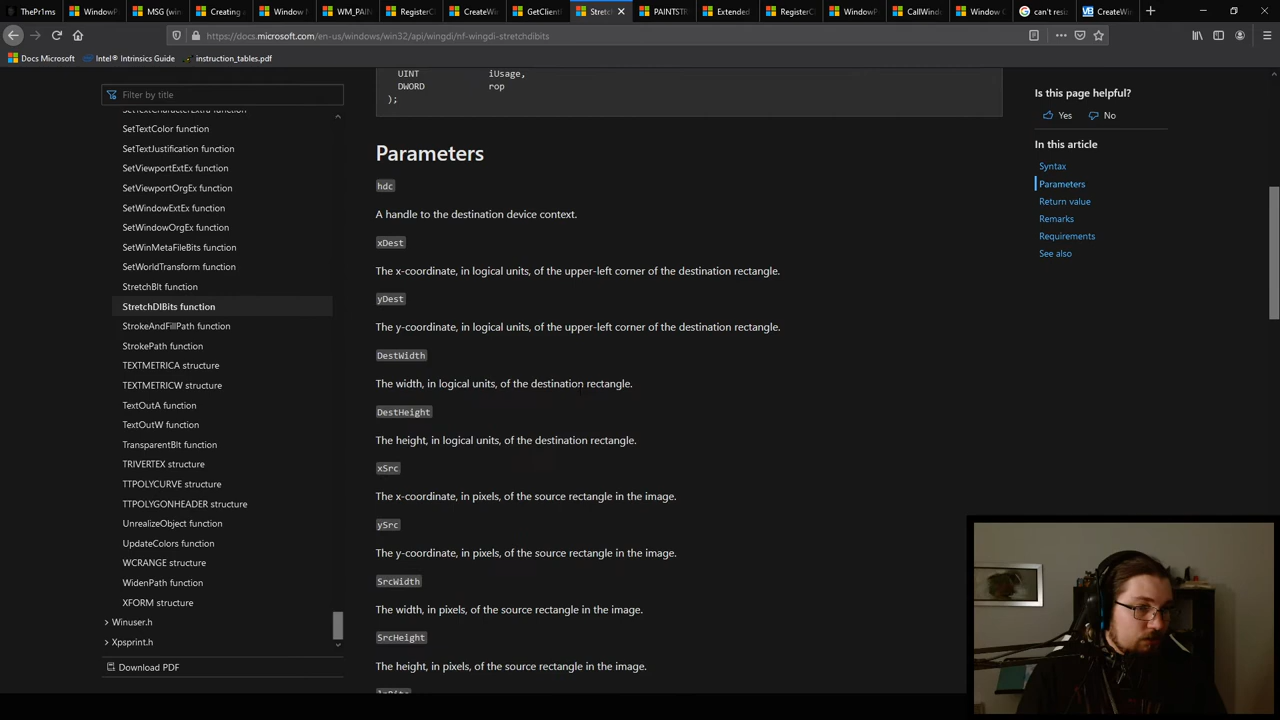 ThePr1ms
WindowP
MSG (win
Creating
Window
WM_PAIN
RegisterC
CreateWi
GetClient
Stretc
PAINTSTR
Extended
RegisterC
WindowP
CallWindo
Window C
can't resi
CreateWin
https://docs.microsoft.com/en-us/windows/win32/api/wingdi/nf-wingdi-stretchdibits
Docs Microsoft
Intel® Intrinsics Guide
instruction_tables.pdf
Filter by title
SetTextCharacterExtra function
SetTextColor function
SetTextJustification function
SetViewportExtEx function
SetViewportOrgEx function
SetWindowExtEx function
SetWindowOrgEx function
SetWinMetaFileBits function
SetWorldTransform function
StretchBlt function
StretchDIBits function
StrokeAndFillPath function
StrokePath function
TEXTMETRICA structure
TEXTMETRICW structure
TextOutA function
TextOutW function
TransparentBlt function
TRIVERTEX structure
TTPOLYCURVE structure
TTPOLYGONHEADER structure
UnrealizeObject function
UpdateColors function
WCRANGE structure
WidenPath function
XFORM structure
Winuser.h
Xpsprint.h
Download PDF
UINT iUsage,
DWORD rop
);
Parameters
hdc
A handle to the destination device context.
xDest
The x-coordinate, in logical units, of the upper-left corner of the destination rectangle.
yDest
The y-coordinate, in logical units, of the upper-left corner of the destination rectangle.
DestWidth
The width, in logical units, of the destination rectangle.
DestHeight
The height, in logical units, of the destination rectangle.
xSrc
The x-coordinate, in pixels, of the source rectangle in the image.
ySrc
The y-coordinate, in pixels, of the source rectangle in the image.
SrcWidth
The width, in pixels, of the source rectangle in the image.
SrcHeight
The height, in pixels, of the source rectangle in the image.
lpBits
Is this page helpful?
Yes
No
In this article
Syntax
Parameters
Return value
Remarks
Requirements
See also